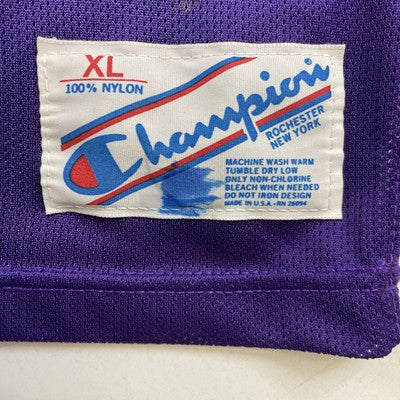 XL
100% NYLON
Champion
ROCHESTER
NEW YORK
MACHINE WASH WARM
TUMBLE DRY LOW
ONLY NON-CHLORINE
BLEACH WHEN NEEDED
DO NOT IRON DESIGN
MADE IN U.S.A. - RN 26094